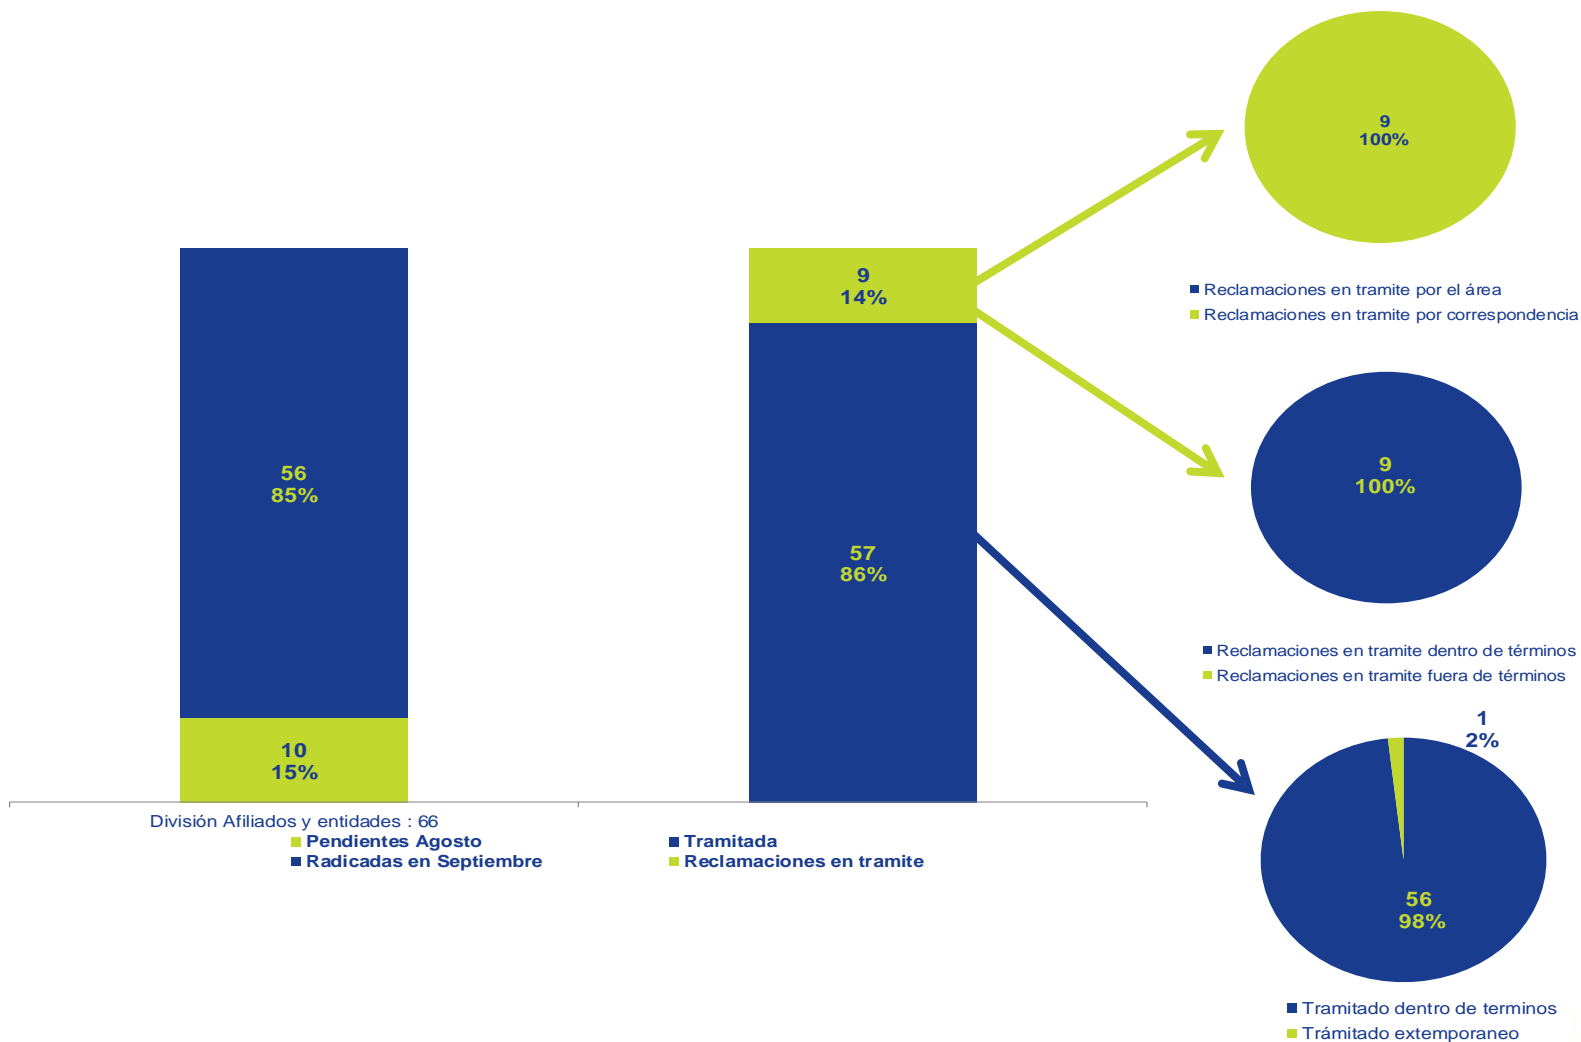 56
85%
10
15%
División Afiliados y entidades : 66
Pendientes Agosto
Radicadas en Septiembre
9
14%
57
86%
Tramitada
Reclamaciones en tramite
9
100%
Reclamaciones en tramite por el área
Reclamaciones en tramite por correspondencia
9
100%
Reclamaciones en tramite dentro de términos
Reclamaciones en tramite fuera de términos
1
2%
56
98%
Tramitado dentro de terminos
Trámitado extemporaneo